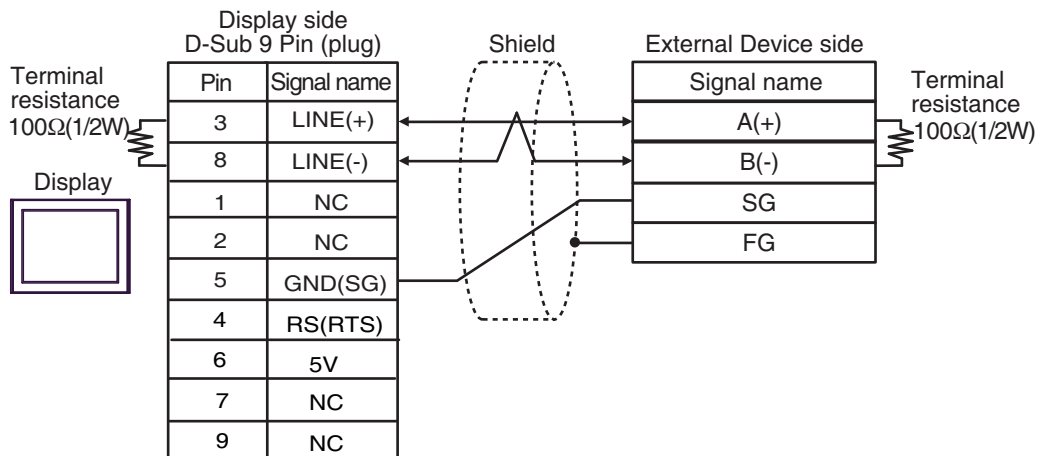 Display side
D-Sub 9 Pin (plug)
Shield
External Device side
Terminal
resistance
100Ω(1/2W)
Pin Signal name
3 LINE(+)
8 LINE(-)
1 NC
2 NC
5 GND(SG)
4 RS(RTS)
6 5V
7 NC
9 NC
Display
Signal name
A(+)
B(-)
SG
FG
Terminal
resistance
100Ω(1/2W)